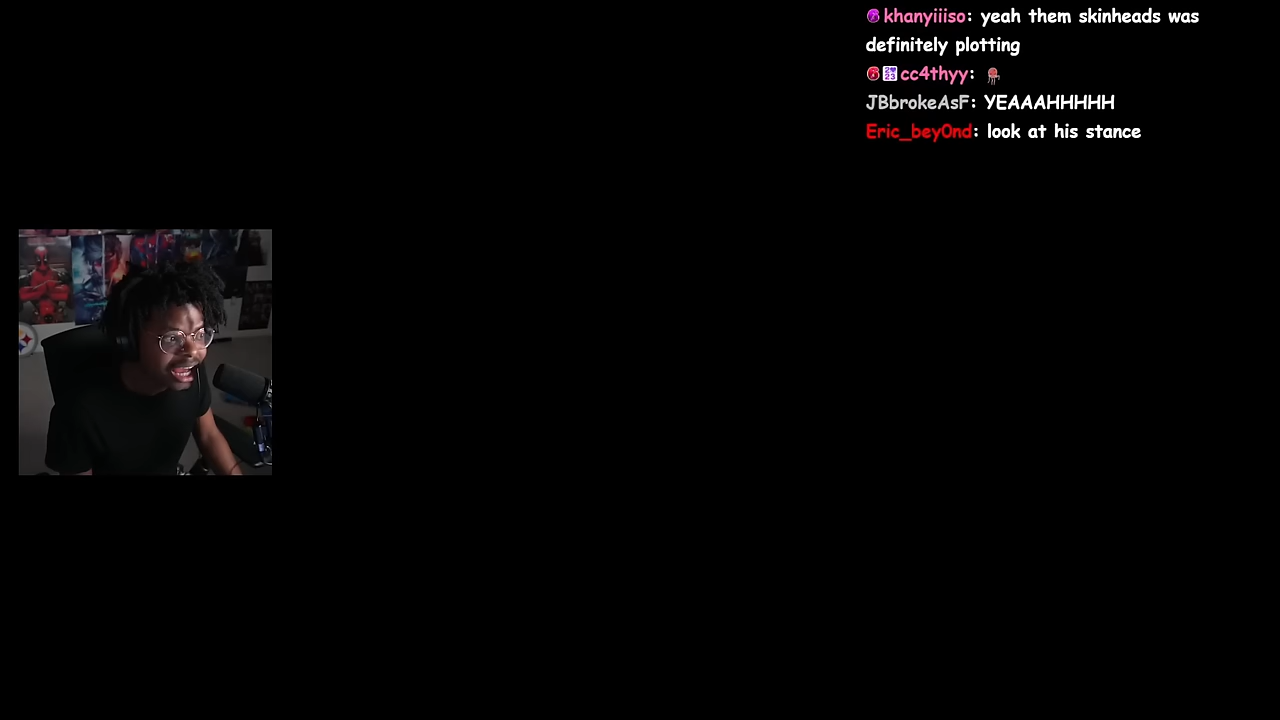 khanyiiiso: yeah them skinheads was
definitely plotting
cc4thyy:
JBbrokeAsF: YEAAAHHHHH
Eric_bey0nd: look at his stance